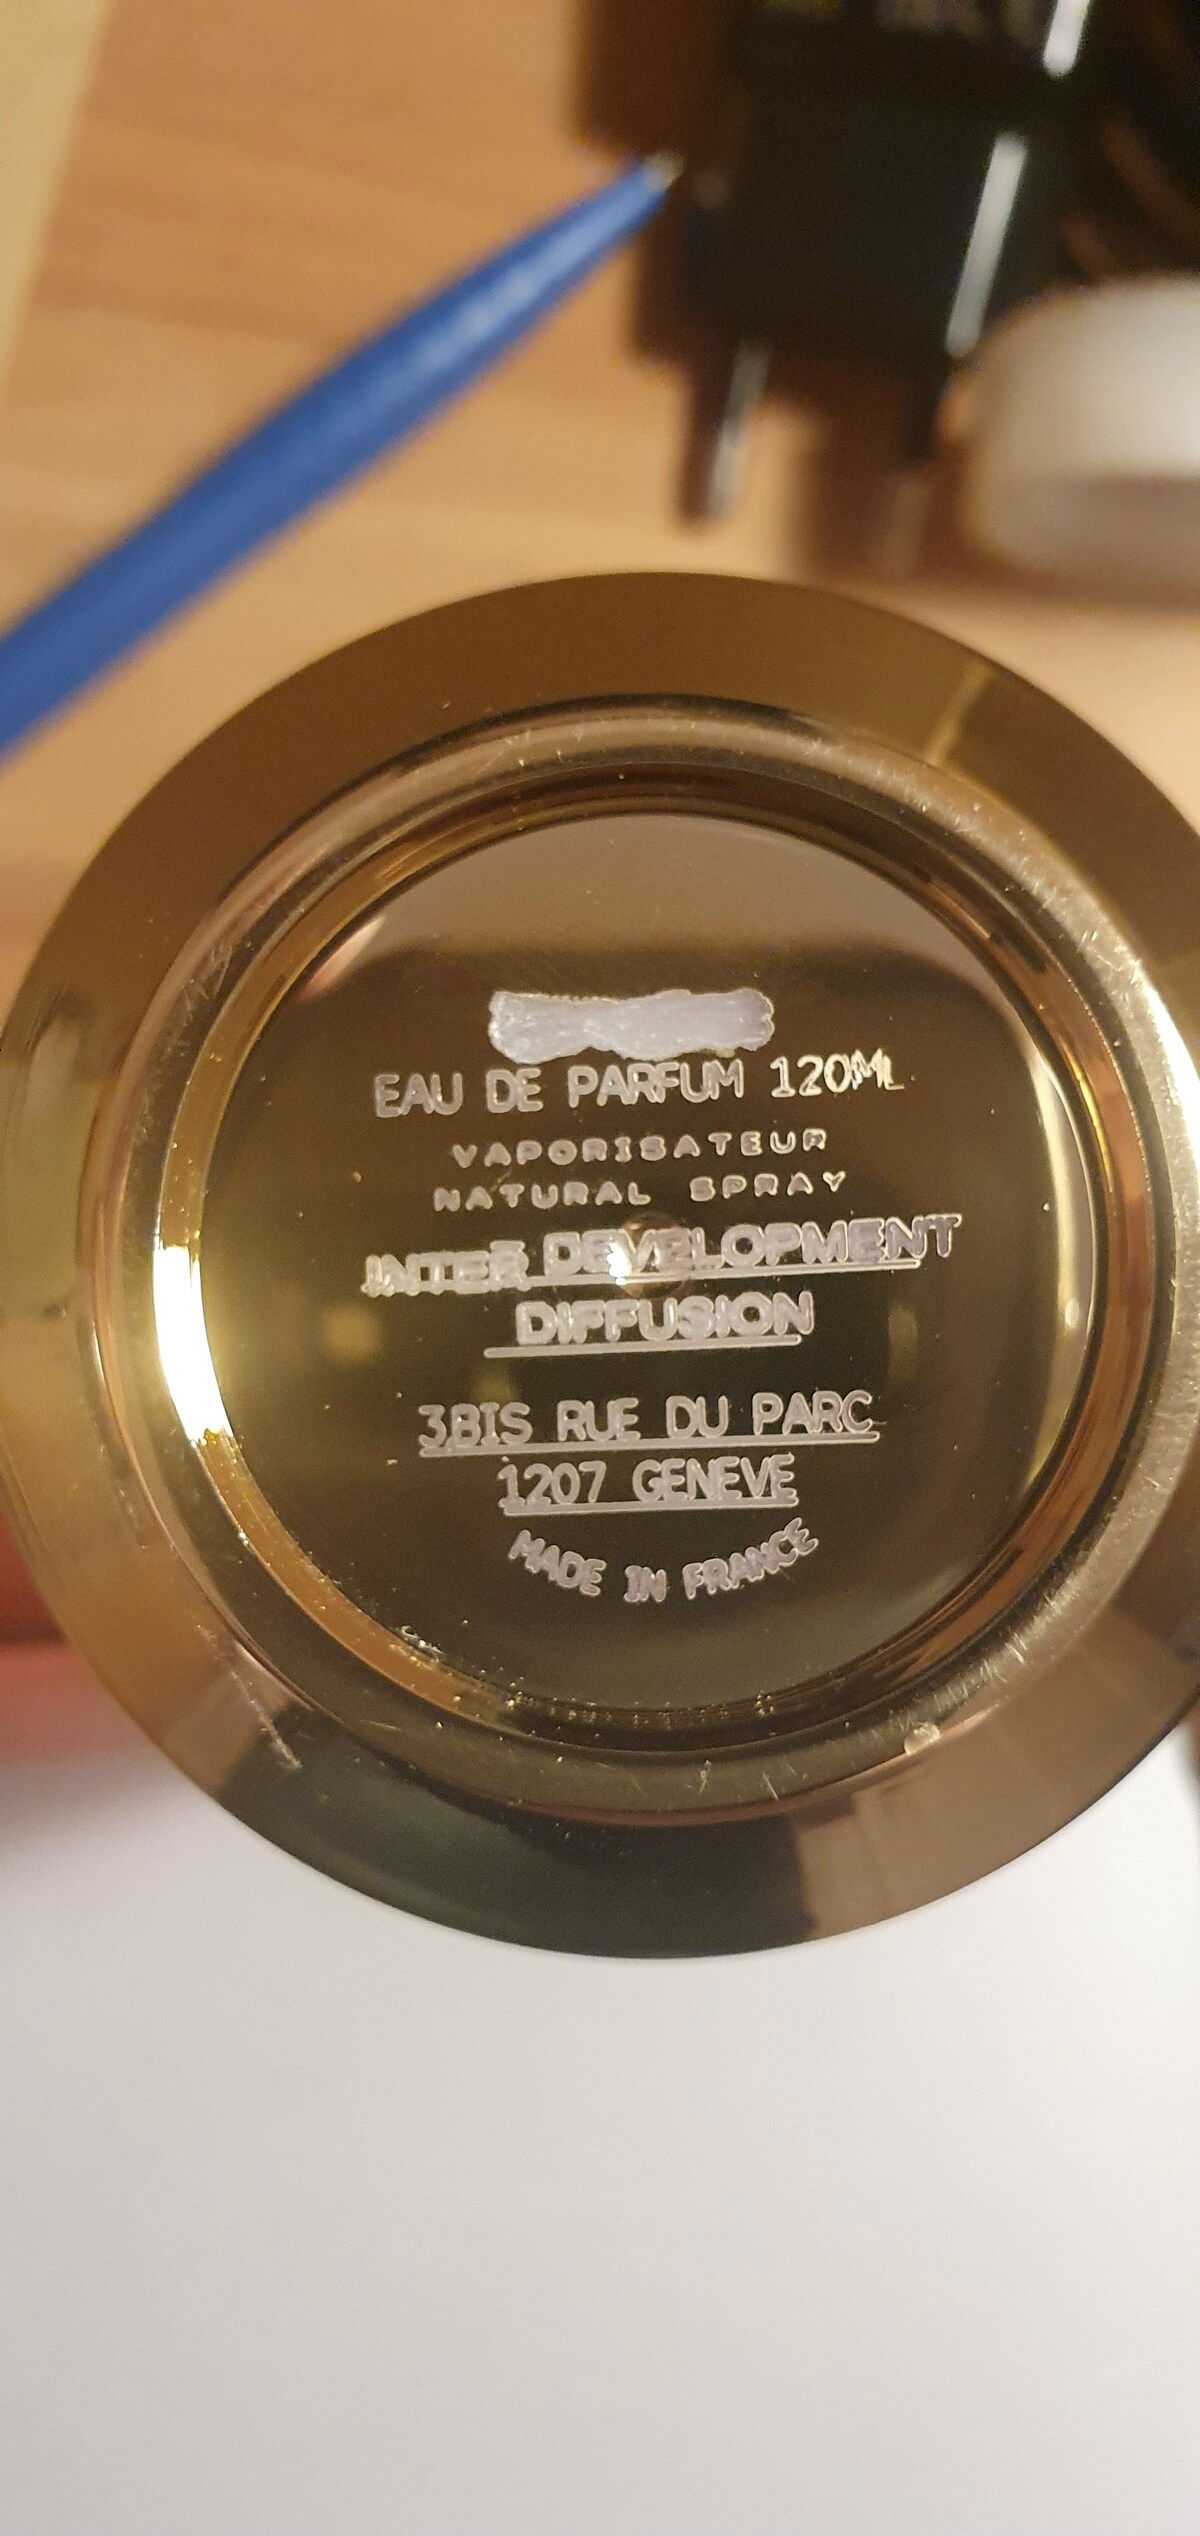 EAU DE PARFUM 120ML
VAPORISATEUR
NATURAL SPRAY
INTER DEVELOPMENT
DIFFUSION
3BIS RUE DU PARC
1207 GENEVE
MADE IN FRANCE